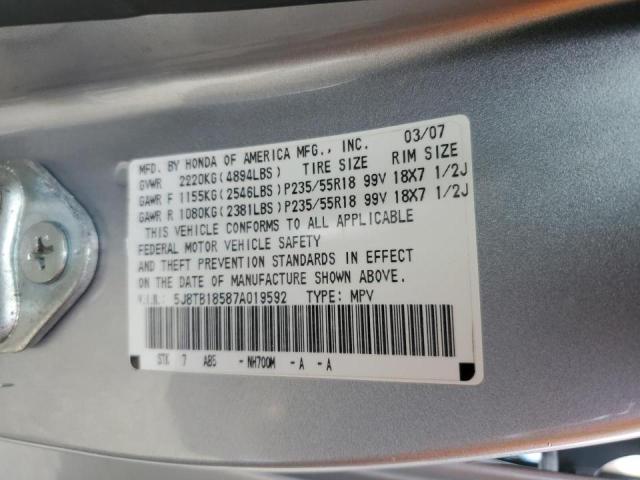 MFD. BY HONDA OF AMERICA MFG., INC. 03/07
GVWR 2220KG(4894LBS) TIRE SIZE RIM SIZE
GAWR F 1155KG(2546LBS)P235/55R18 99V 18X7 1/2J
GAWR R 1080KG(2381LBS)P235/55R18 99V 18X7 1/2J
THIS VEHICLE CONFORMS TO ALL APPLICABLE
FEDERAL MOTOR VEHICLE SAFETY
AND THEFT PREVENTION STANDARDS IN EFFECT
ON THE DATE OF MANUFACTURE SHOWN ABOVE.
V.I.N.: 5J8TB18587A019592 TYPE: MPV
STK 7 AB5 -NH700M -A -A